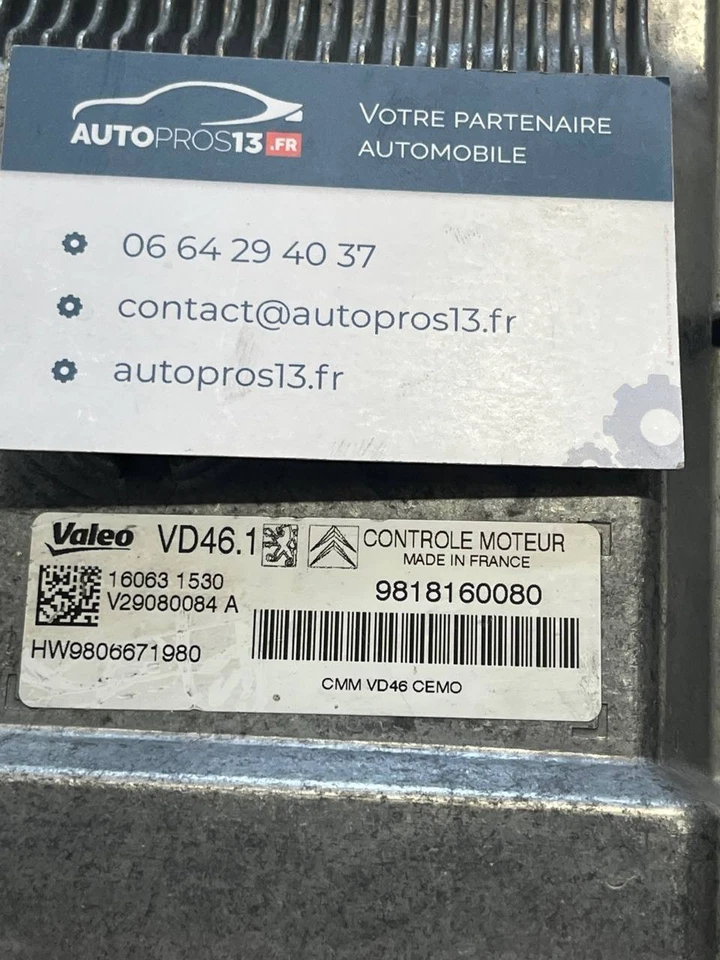 AUTOPROS13.FR
VOTRE PARTENAIRE
AUTOMOBILE
06 64 29 40 37
contact@autopros13.fr
autopros13.fr
Valeo VD46.1 CONTROLE MOTEUR
MADE IN FRANCE
16063 1530
V29080084 A
9818160080
HW9806671980
CMM VD46 CEMO